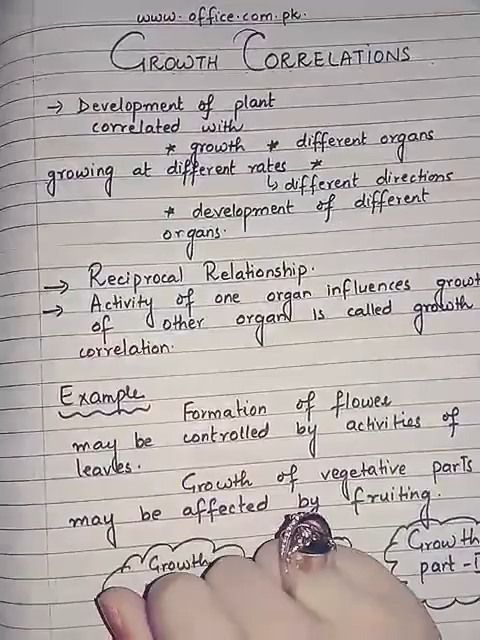 www.office.com.pk.
GROWTH CORRELATIONS
→ Development of plant
correlated with
* growth * different organs
growing at different rates *
↳ different directions
* development of different
organs.
→ Reciprocal Relationship.
→ Activity of one organ influences growt
of other organ is called growth
correlation.
Example
Formation of flower
may be controlled by activities of
leaves.
Growth of vegetative parts
may be affected by fruiting.
Growth
Growth
part -I